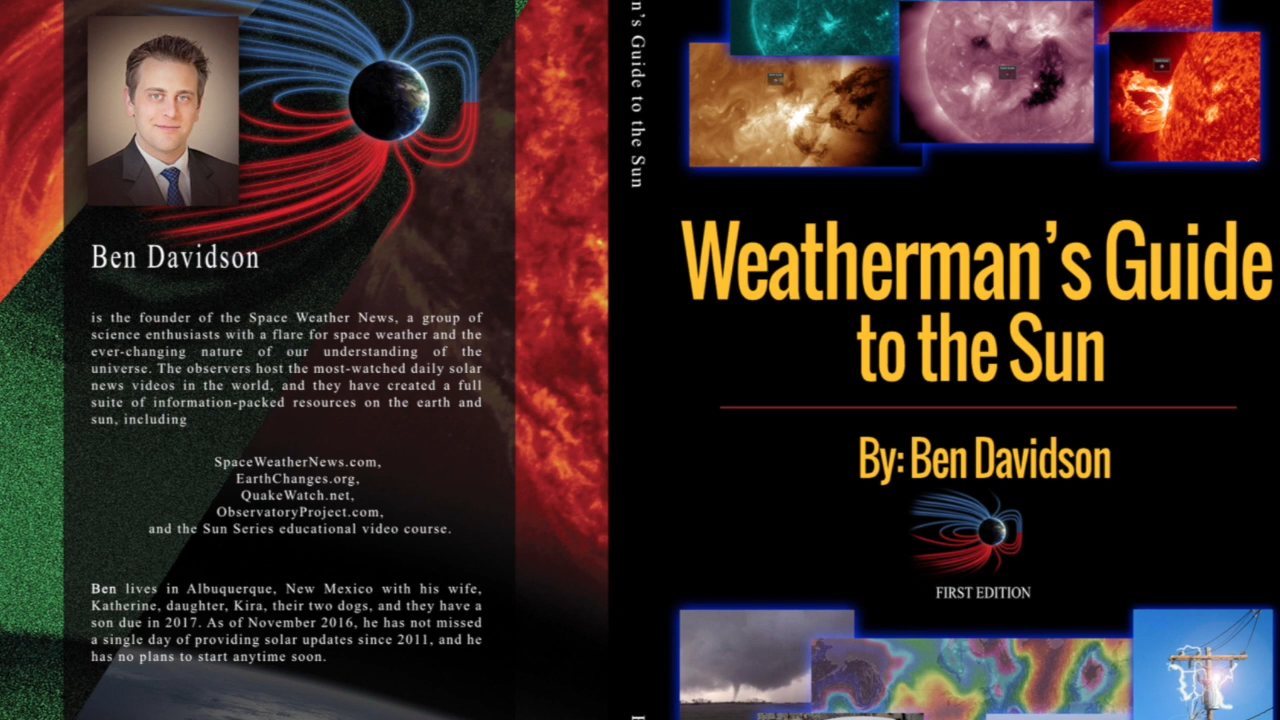 Ben Davidson
is the founder of the Space Weather News, a group of
science enthusiasts with a flare for space weather and the
ever-changing nature of our understanding of the
universe. The observers host the most-watched daily solar
news videos in the world, and they have created a full
suite of information-packed resources on the earth and
sun, including
SpaceWeatherNews.com,
EarthChanges.org,
QuakeWatch.net,
ObservatoryProject.com,
and the Sun Series educational video course.
Ben lives in Albuquerque, New Mexico with his wife,
Katherine, daughter, Kira, their two dogs, and they have a
son due in 2017. As of November 2016, he has not missed
a single day of providing solar updates since 2011, and he
has no plans to start anytime soon.
n's Guide to the Sun
Weatherman's Guide
to the Sun
By: Ben Davidson
FIRST EDITION